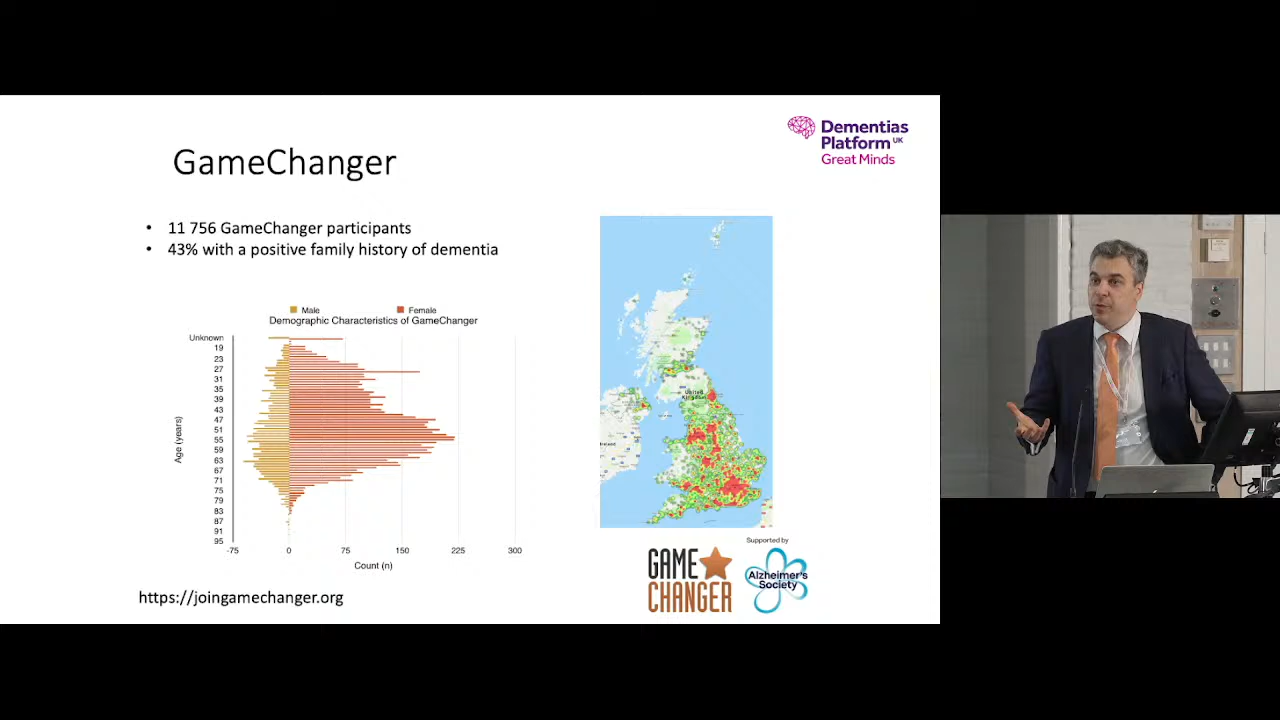 Dementias
Platform UK
Great Minds
GameChanger
• 11 756 GameChanger participants
• 43% with a positive family history of dementia
Male Female
Demographic Characteristics of GameChanger
Unknown
19
23
27
31
35
39
43
47
51
55
59
63
67
71
75
79
83
87
91
95
Age (years)
-75 0 75 150 225 300
Count (n)
United
Kingdom
Supported by
GAME
CHANGER
Alzheimer's
Society
https://joingamechanger.org